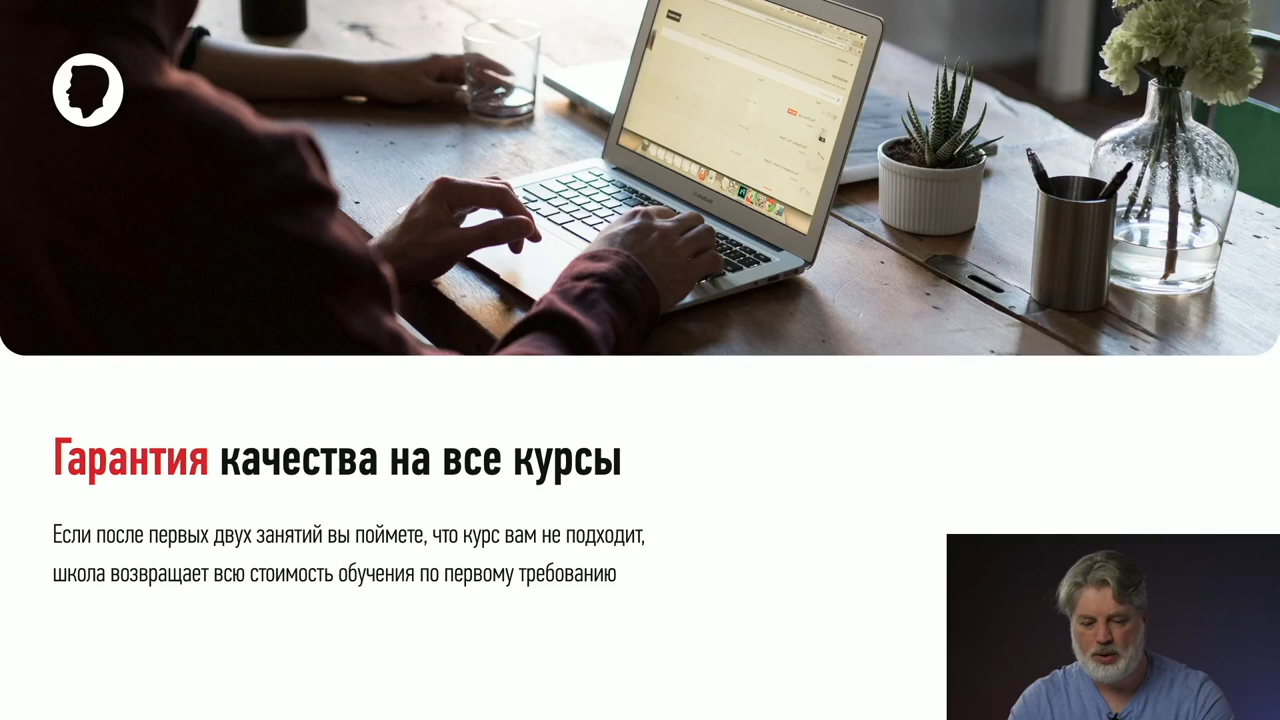 Гарантия качества на все курсы
Если после первых двух занятий вы поймете, что курс вам не подходит,
школа возвращает всю стоимость обучения по первому требованию